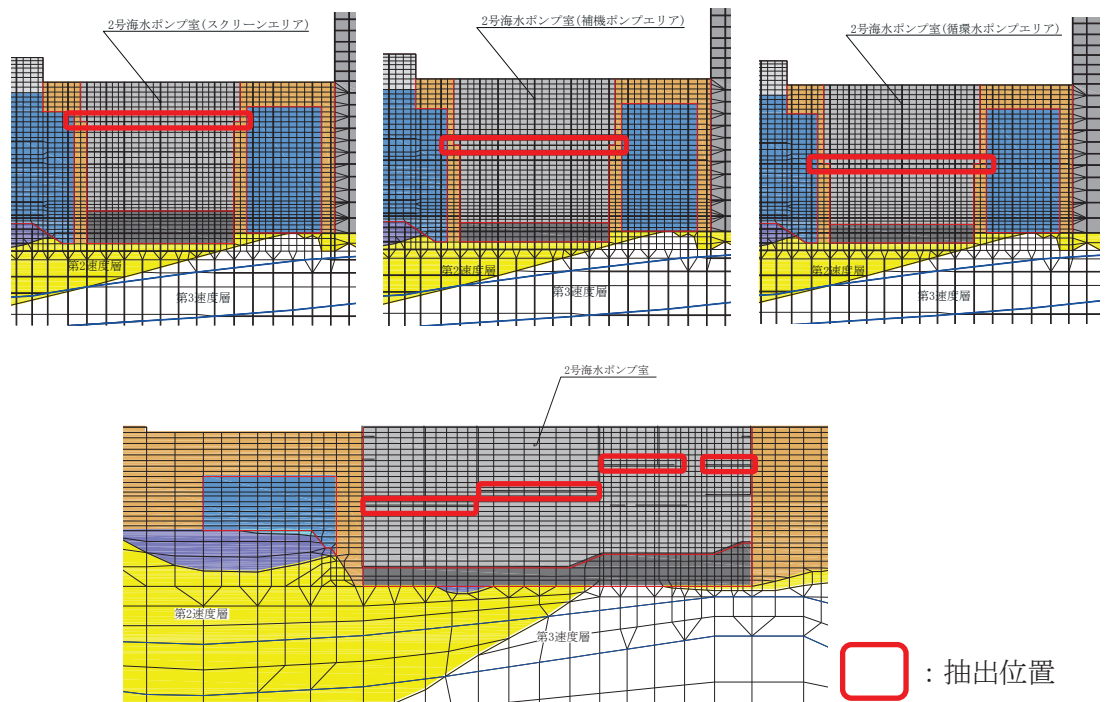 2号海水ポンプ室(スクリーンエリア)
2号海水ポンプ室(補機ポンプエリア)
2号海水ポンプ室(循環水ポンプエリア)
第2速度層
第3速度層
第2速度層
第3速度層
第2速度層
第3速度層
2号海水ポンプ室
第2速度層
第3速度層
：抽出位置